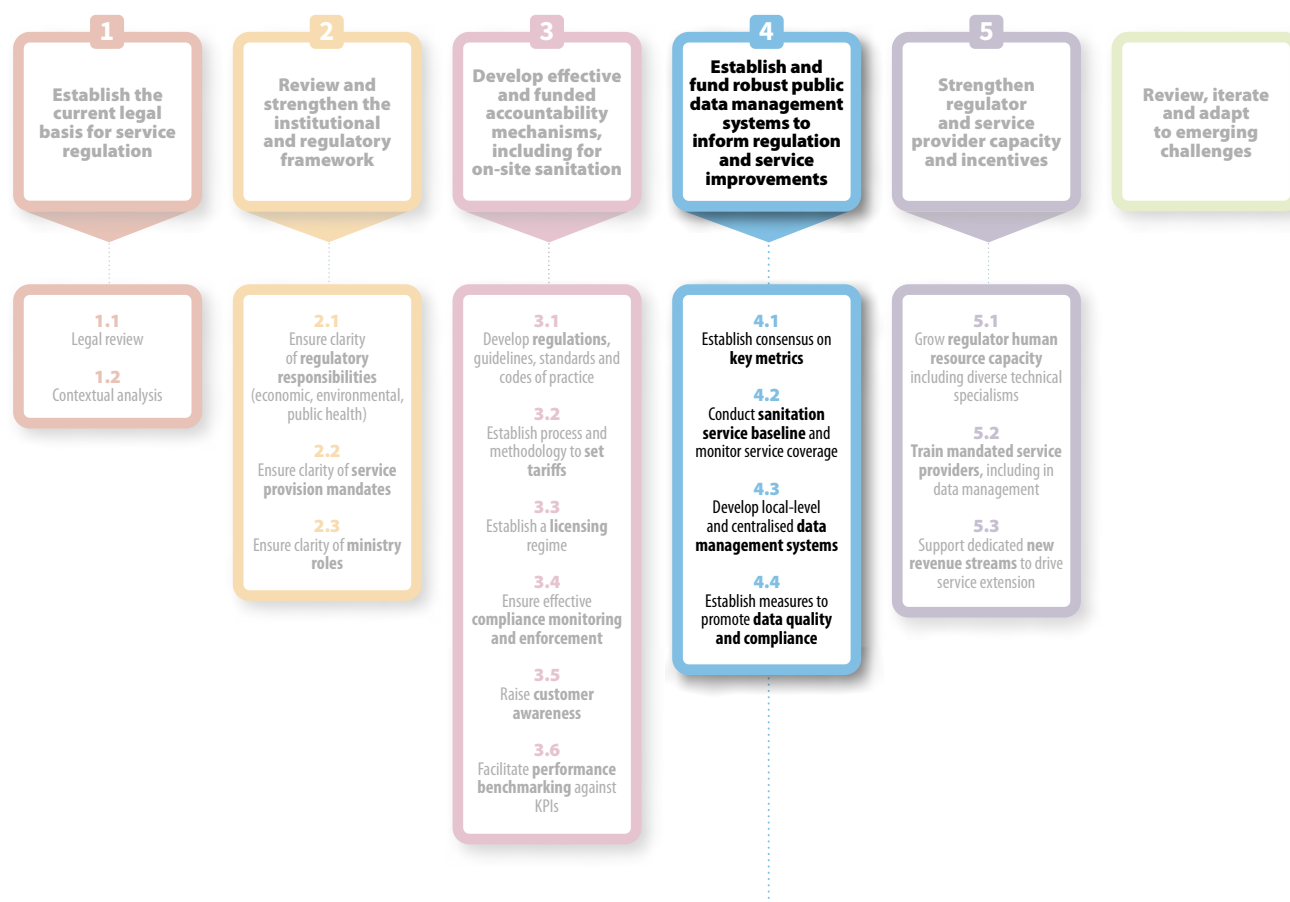 1
Establish the
current legal
basis for service
regulation
2
Review and
strengthen the
institutional
and regulatory
framework
3
Develop effective
and funded
accountability
mechanisms,
including for
on-site sanitation
4
Establish and
fund robust public
data management
systems to
inform regulation
and service
improvements
5
Strengthen
regulator
and service
provider capacity
and incentives
Review, iterate
and adapt
to emerging
challenges
1.1
Legal review
1.2
Contextual analysis
2.1
Ensure clarity
of regulatory
responsibilities
(economic, environmental,
public health)
2.2
Ensure clarity of service
provision mandates
2.3
Ensure clarity of ministry
roles
3.1
Develop regulations,
guidelines, standards and
codes of practice
3.2
Establish process and
methodology to set
tariffs
3.3
Establish a licensing
regime
3.4
Ensure effective
compliance monitoring
and enforcement
3.5
Raise customer
awareness
3.6
Facilitate performance
benchmarking against
KPIs
4.1
Establish consensus on
key metrics
4.2
Conduct sanitation
service baseline and
monitor service coverage
4.3
Develop local-level
and centralised data
management systems
4.4
Establish measures to
promote data quality
and compliance
5.1
Grow regulator human
resource capacity
including diverse technical
specialisms
5.2
Train mandated service
providers, including in
data management
5.3
Support dedicated new
revenue streams to drive
service extension